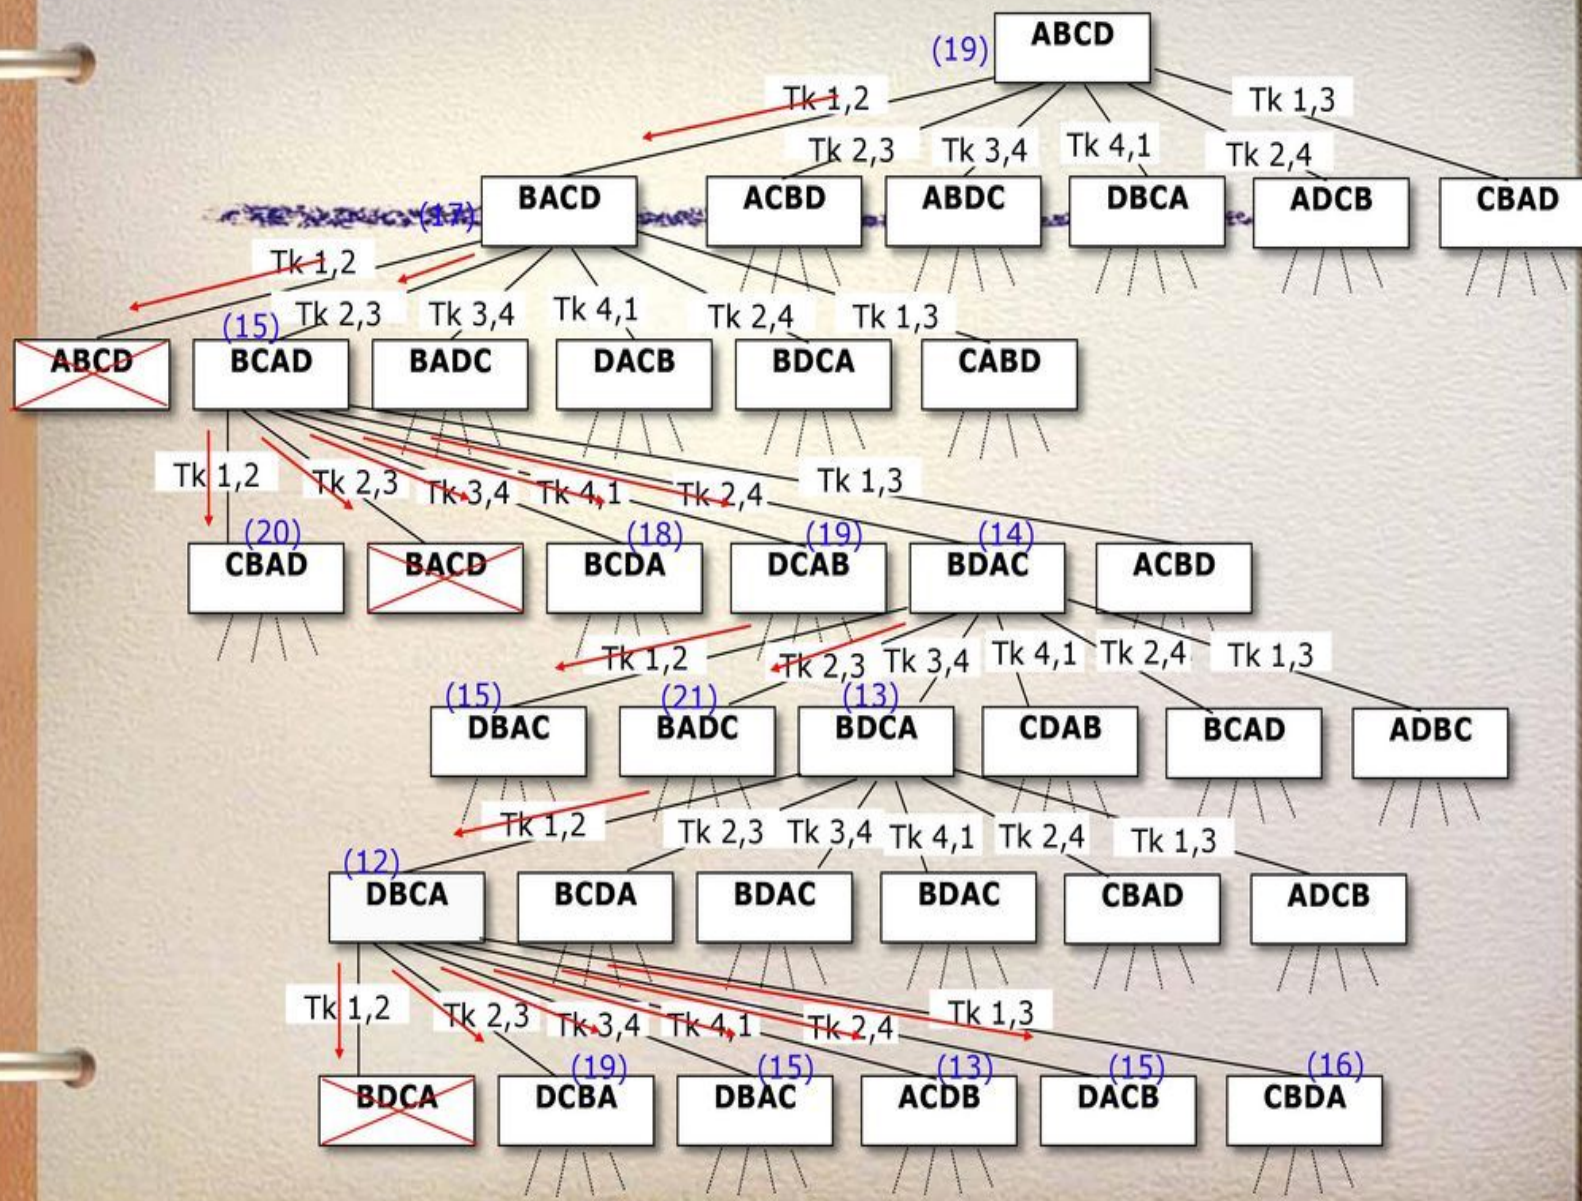 ABCD
(19)
Tk 1,2
Tk 1,3
Tk 2,3
Tk 3,4
Tk 4,1
Tk 2,4
BACD
ACBD
ABDC
DBCA
ADCB
CBAD
(17)
Tk 1,2
Tk 2,3
Tk 3,4
Tk 4,1
Tk 2,4
Tk 1,3
(15)
ABCD
BCAD
BADC
DACB
BDCA
CABD
Tk 1,2
Tk 2,3
Tk 3,4
Tk 4,1
Tk 2,4
Tk 1,3
(20)
(18)
(19)
(14)
CBAD
BACD
BCDA
DCAB
BDAC
ACBD
Tk 1,2
Tk 2,3
Tk 3,4
Tk 4,1
Tk 2,4
Tk 1,3
(15)
(21)
(13)
DBAC
BADC
BDCA
CDAB
BCAD
ADBC
Tk 1,2
Tk 2,3
Tk 3,4
Tk 4,1
Tk 2,4
Tk 1,3
(12)
DBCA
BCDA
BDAC
BDAC
CBAD
ADCB
Tk 1,2
Tk 2,3
Tk 3,4
Tk 4,1
Tk 2,4
Tk 1,3
(19)
(15)
(13)
(15)
(16)
BDCA
DCBA
DBAC
ACDB
DACB
CBDA